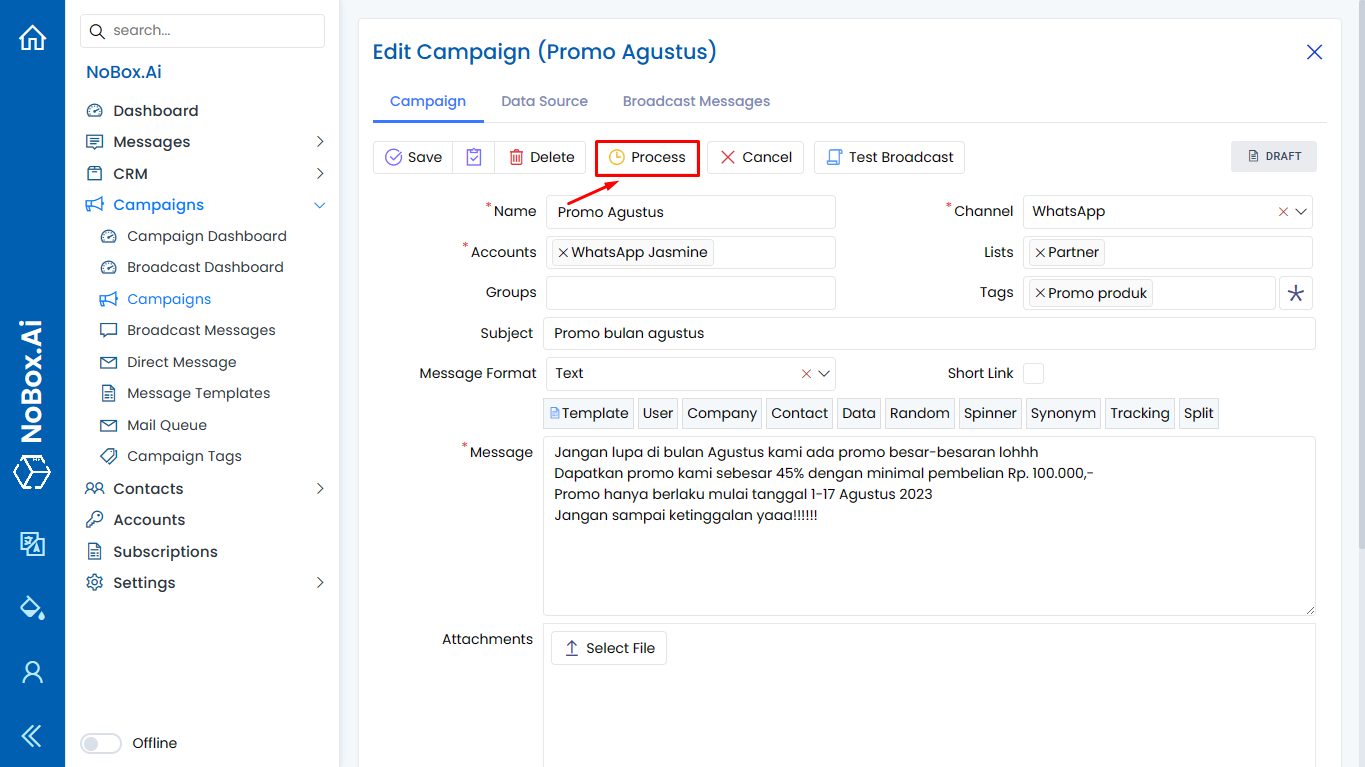 NoBox.Ai
search...
NoBox.Ai
Dashboard
Messages
CRM
Campaigns
Campaign Dashboard
Broadcast Dashboard
Campaigns
Broadcast Messages
Direct Message
Message Templates
Mail Queue
Campaign Tags
Contacts
Accounts
Subscriptions
Settings
Offline
Edit Campaign (Promo Agustus)
Campaign Data Source Broadcast Messages
Save Delete Process Cancel Test Broadcast DRAFT
*Name Promo Agustus *Channel WhatsApp
*Accounts WhatsApp Jasmine Lists Partner
Groups Tags Promo produk
Subject Promo bulan agustus
Message Format Text Short Link
Template User Company Contact Data Random Spinner Synonym Tracking Split
*Message Jangan lupa di bulan Agustus kami ada promo besar-besaran lohhh
Dapatkan promo kami sebesar 45% dengan minimal pembelian Rp. 100.000,-
Promo hanya berlaku mulai tanggal 1-17 Agustus 2023
Jangan sampai ketinggalan yaaa!!!!!!
Attachments Select File